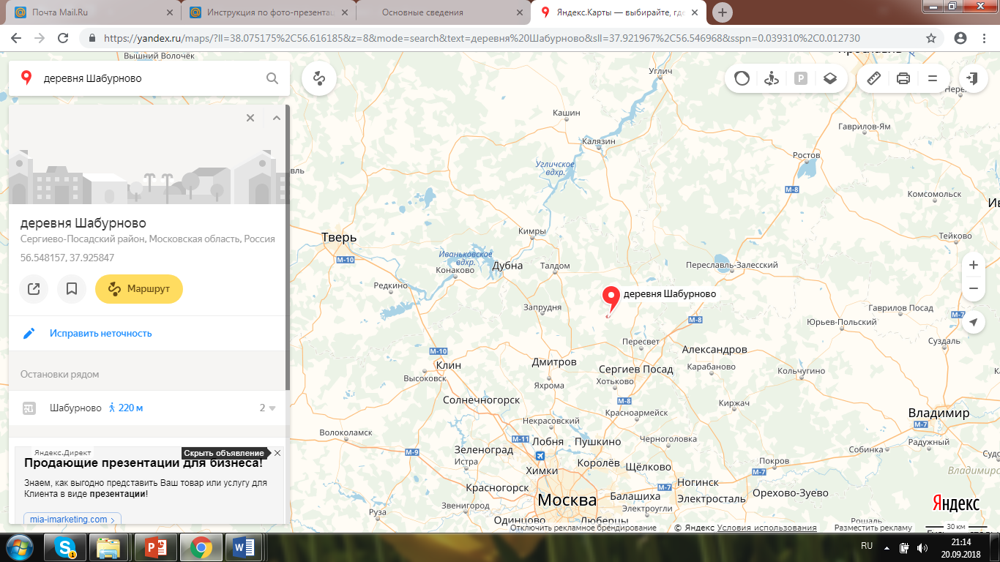 Почта Mail.Ru
Инструкция по фото-презентац
Основные сведения
Яндекс.Карты — выбирайте, где
https://yandex.ru/maps/?ll=38.075175%2C56.616185&z=8&mode=search&text=деревня%20Шабурново&sll=37.921967%2C56.546968&sspn=0.039310%2C0.012730
деревня Шабурново
деревня Шабурново
Сергиево-Посадский район, Московская область, Россия
56.548157, 37.925847
Маршрут
Исправить неточность
Остановки рядом
Шабурново 220 м 2
Яндекс.Директ
Скрыть объявление
Продающие презентации для бизнеса!
Знаем, как выгодно представить Ваш товар или услугу для
Клиента в виде презентации!
mia-imarketing.com >
Вышний Волочёк
Углич
P
Кашин
Гаврилов-Ям
Калязин
Угличское
вдхр.
Ростов
М-8
Комсомольск
Тверь
М-10
Кимры
Тейково
Иваньковское
вдхр.
Конаково
Дубна
Талдом
Переславль-Залесский
Редкино
деревня Шабурново
Запрудня
М-8
Юрьев-Польский
Гаврилов Посад
М-7
Суздаль
Пересвет
М-10
Клин
Дмитров
Александров
Высоковск
Сергиев Посад
Карабаново
Кольчугино
Яхрома
Хотьково
Солнечногорск
М-8
Киржач
Красноармейск
Владимир
М-7
Некрасовский
Волоколамск
М-11
Лобня
Пушкино
Черноголовка
Радужный
Зеленоград
М-9
Собинка
Истра
Химки
Королёв
Щёлково
Покров
М-7
Красногорск
Балашиха
М-7
Ногинск
Электросталь
Орехово-Зуево
Звенигород
Москва
Электроугли
Руза
Одинцово
Люберцы
Рошаль
Яндекс
30 км
Отключить рекламное брендирование
© Яндекс Условия использования
Разместить рекламу
1
RU
21:14
20.09.2018